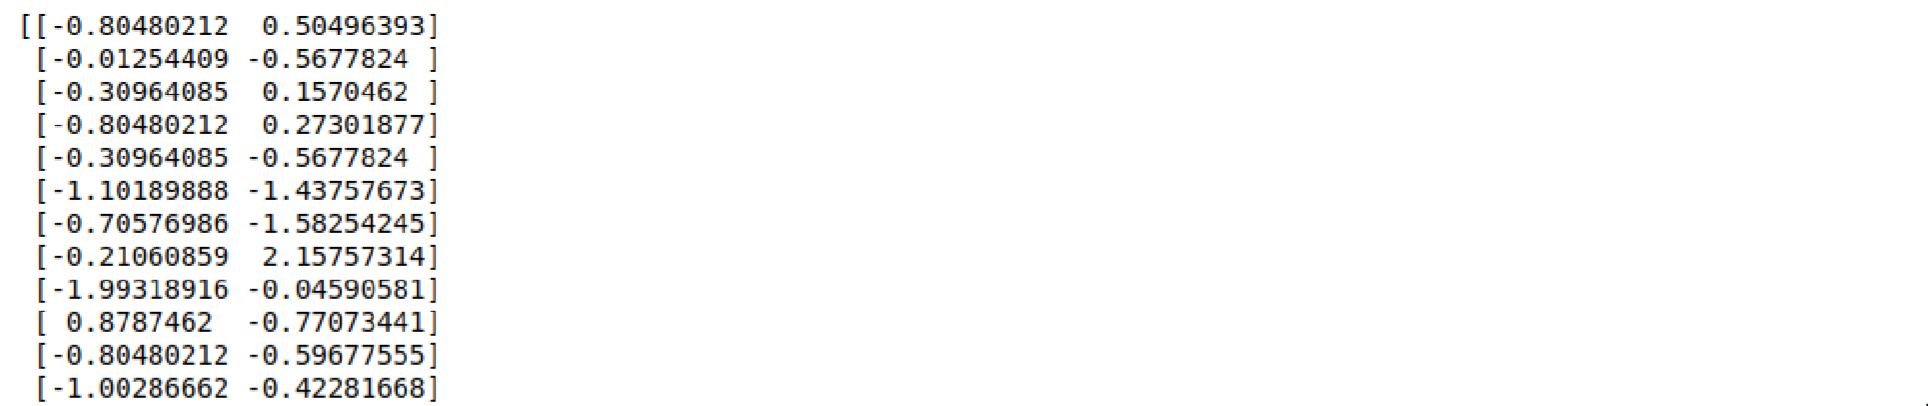 [[-0.80480212  0.50496393]
 [-0.01254409 -0.5677824 ]
 [-0.30964085  0.1570462 ]
 [-0.80480212  0.27301877]
 [-0.30964085 -0.5677824 ]
 [-1.10189888 -1.43757673]
 [-0.70576986 -1.58254245]
 [-0.21060859  2.15757314]
 [-1.99318916 -0.04590581]
 [ 0.8787462  -0.77073441]
 [-0.80480212 -0.59677555]
 [-1.00286662 -0.42281668]